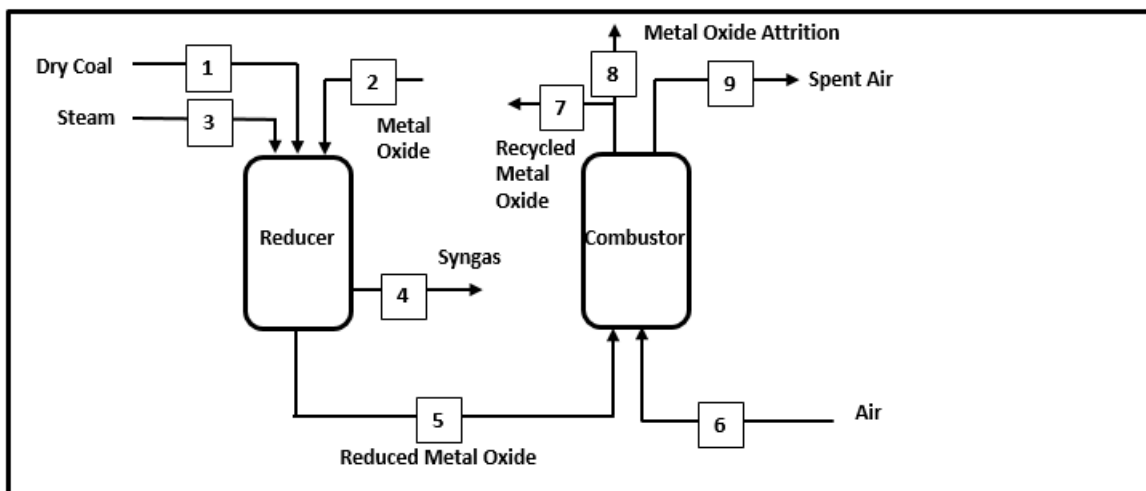 Metal Oxide Attrition
Dry Coal
1
2
8
9
Spent Air
Steam
3
7
Metal
Oxide
Recycled
Metal
Oxide
Reducer
Combustor
Syngas
4
5
6
Air
Reduced Metal Oxide